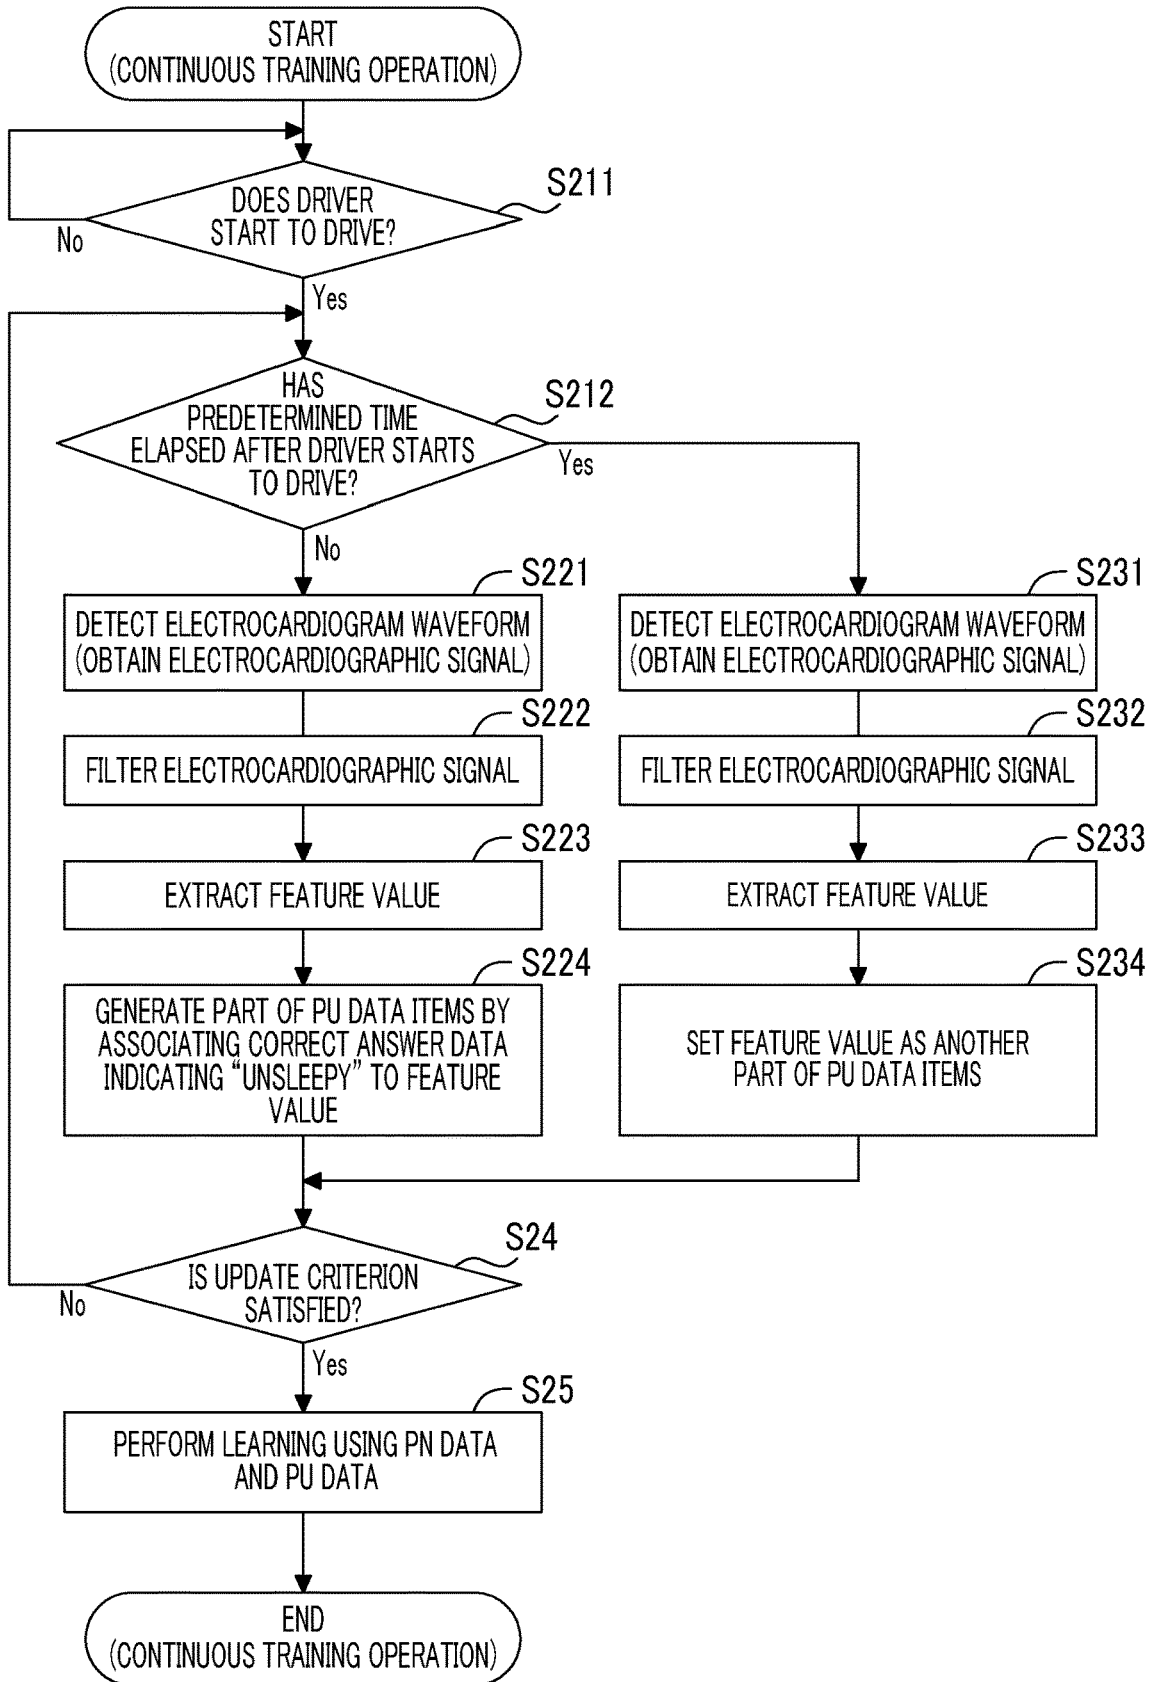 START
(CONTINUOUS TRAINING OPERATION)
S211
DOES DRIVER
START TO DRIVE?
No
Yes
S212
HAS
PREDETERMINED TIME
ELAPSED AFTER DRIVER STARTS
TO DRIVE?
Yes
No
S221
DETECT ELECTROCARDIOGRAM WAVEFORM
(OBTAIN ELECTROCARDIOGRAPHIC SIGNAL)
S222
FILTER ELECTROCARDIOGRAPHIC SIGNAL
S223
EXTRACT FEATURE VALUE
S224
GENERATE PART OF PU DATA ITEMS BY
ASSOCIATING CORRECT ANSWER DATA
INDICATING “UNSLEEPY” TO FEATURE
VALUE
S231
DETECT ELECTROCARDIOGRAM WAVEFORM
(OBTAIN ELECTROCARDIOGRAPHIC SIGNAL)
S232
FILTER ELECTROCARDIOGRAPHIC SIGNAL
S233
EXTRACT FEATURE VALUE
S234
SET FEATURE VALUE AS ANOTHER
PART OF PU DATA ITEMS
S24
IS UPDATE CRITERION
SATISFIED?
No
Yes
S25
PERFORM LEARNING USING PN DATA
AND PU DATA
END
(CONTINUOUS TRAINING OPERATION)